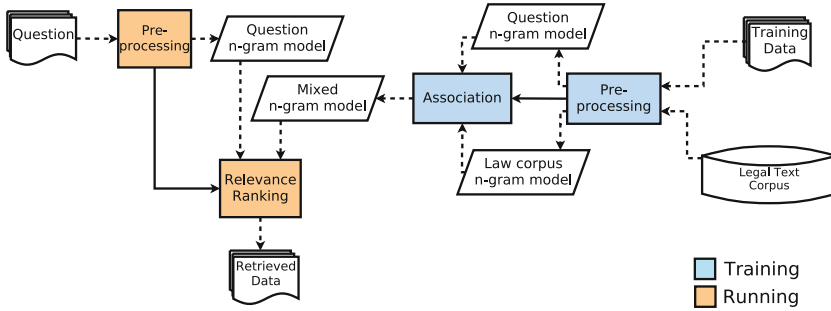 Question
Pre-
processing
Question
n-gram model
Mixed
n-gram model
Relevance
Ranking
Retrieved
Data
Association
Question
n-gram model
Law corpus
n-gram model
Pre-
processing
Training
Data
Legal Text
Corpus
Training
Running